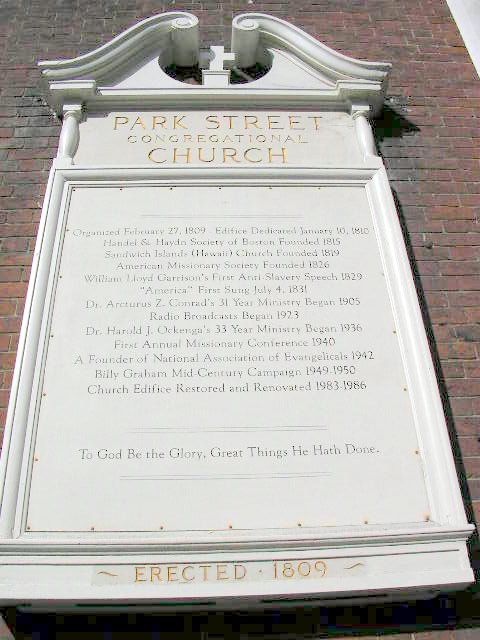 PARK STREET
CONGREGATIONAL
CHURCH
Organized February 27, 1809 - Edifice Dedicated January 10, 1810
Handel & Haydn Society of Boston Founded 1815
Sandwich Islands (Hawaii) Church Founded 1819
American Missionary Society Founded 1826
William Lloyd Garrison's First Anti-Slavery Speech 1829
"America" First Sung July 4, 1831
Dr. Arcturus Z. Conrad's 31 Year Ministry Began 1905
Radio Broadcasts Began 1923
Dr. Harold J. Ockenga's 33 Year Ministry Began 1936
First Annual Missionary Conference 1940
A Founder of National Association of Evangelicals 1942
Billy Graham Mid-Century Campaign 1949-1950
Church Edifice Restored and Renovated 1983-1986
To God Be the Glory, Great Things He Hath Done.
ERECTED · 1809